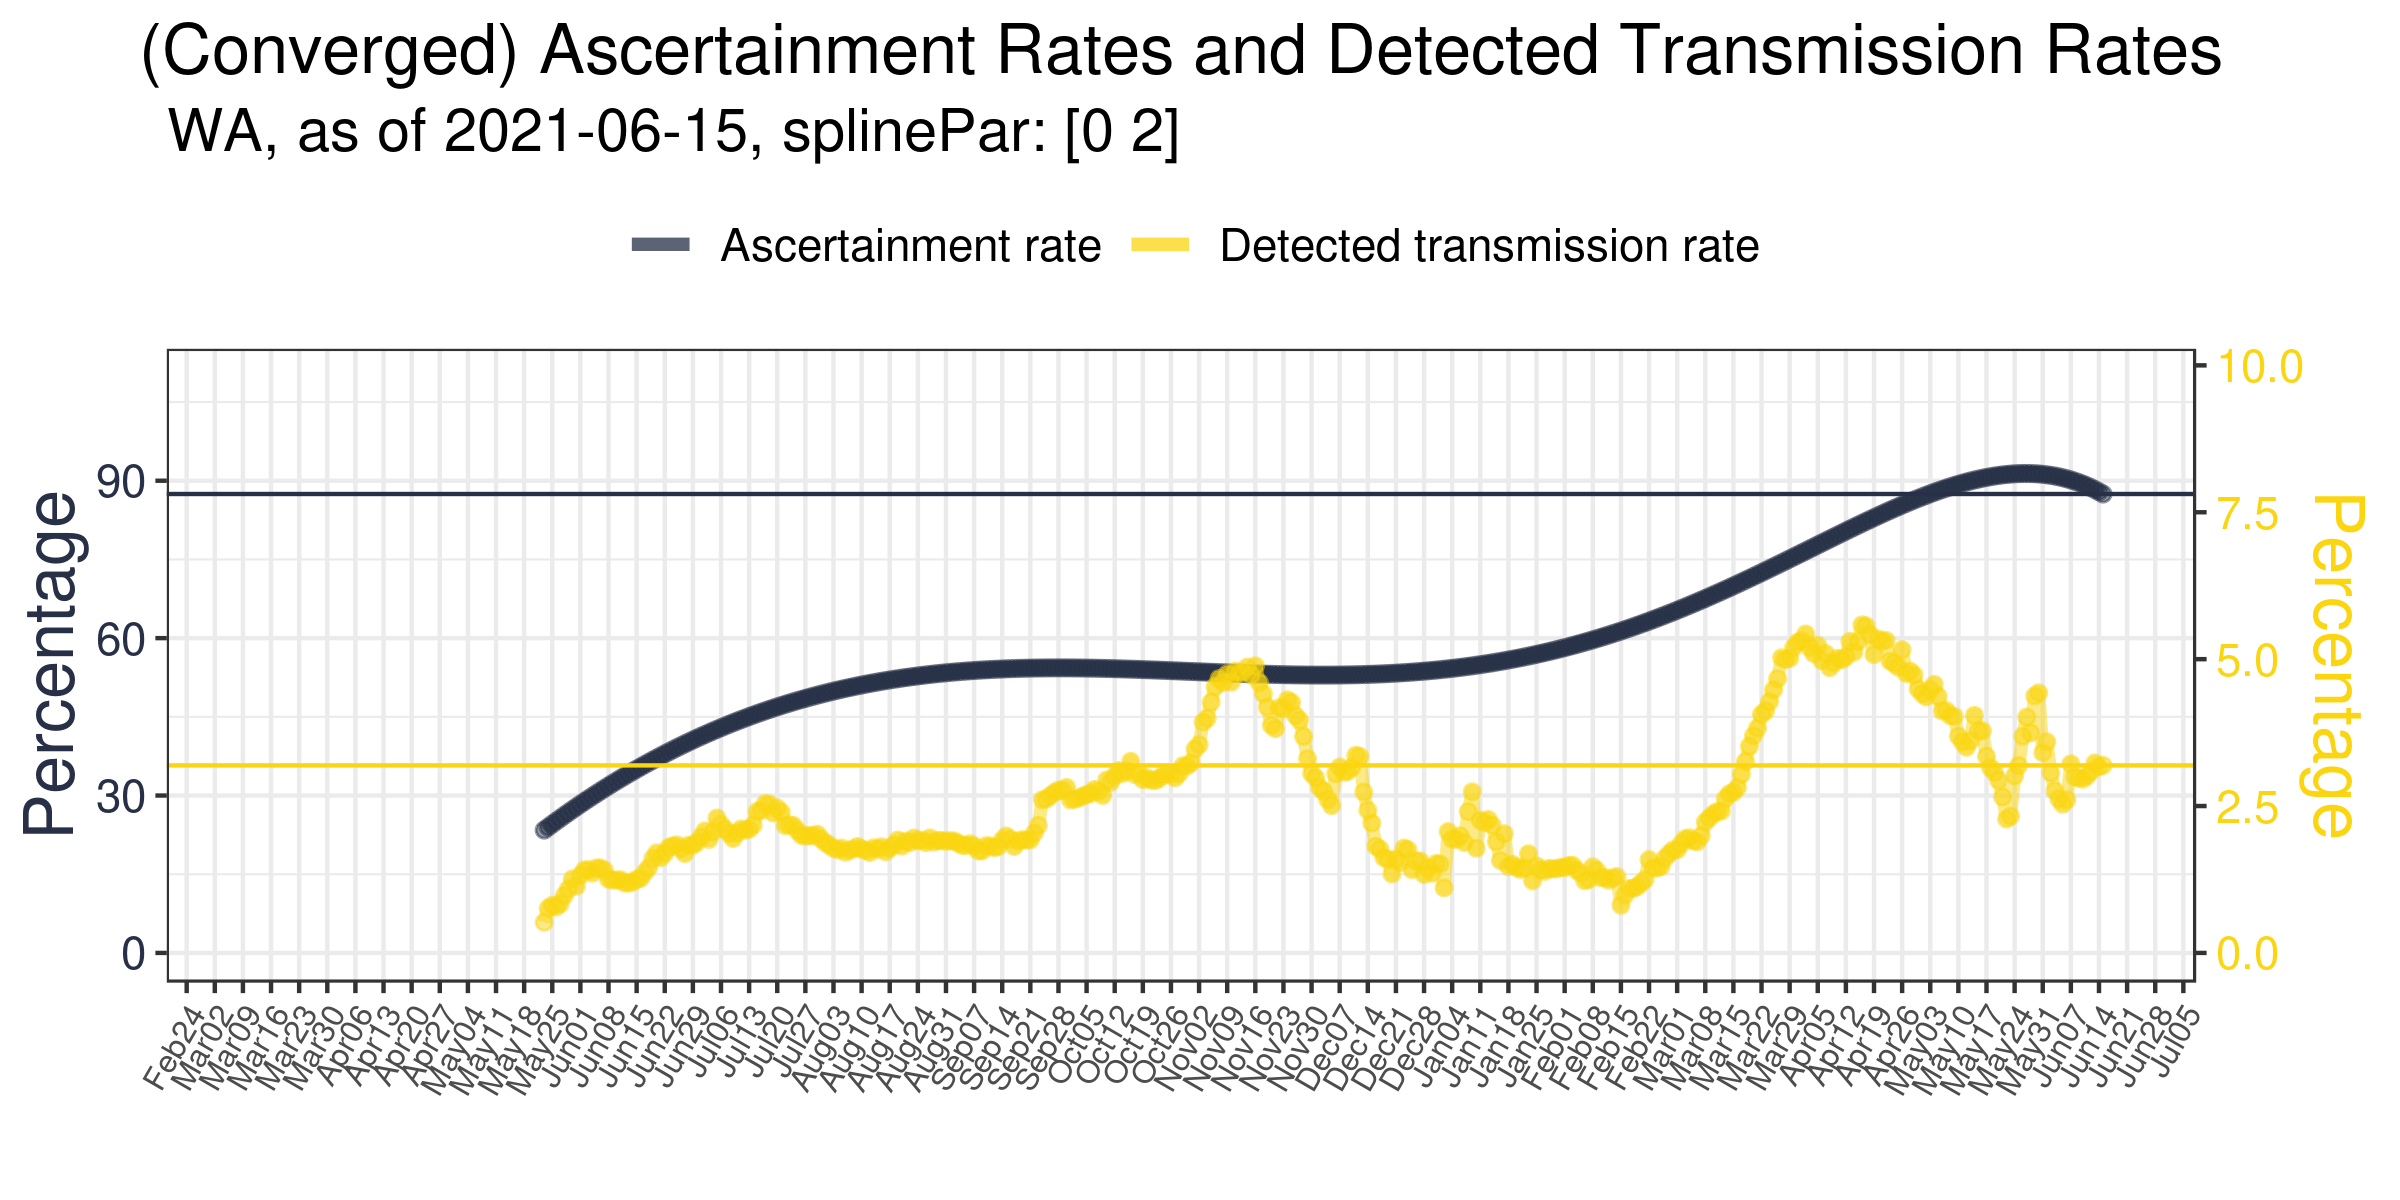 (Converged) Ascertainment Rates and Detected Transmission Rates
WA, as of 2021-06-15, splinePar: [0 2]
Ascertainment rate Detected transmission rate
Percentage
90
60
30
0
10.0
7.5
5.0
2.5
0.0
Percentage
Feb24
Mar02
Mar09
Mar16
Mar23
Mar30
Apr06
Apr13
Apr20
Apr27
May04
May11
May18
May25
Jun01
Jun08
Jun15
Jun22
Jun29
Jul06
Jul13
Jul20
Jul27
Aug03
Aug10
Aug17
Aug24
Aug31
Sep07
Sep14
Sep21
Sep28
Oct05
Oct12
Oct19
Oct26
Nov02
Nov09
Nov16
Nov23
Nov30
Dec07
Dec14
Dec21
Dec28
Jan04
Jan11
Jan18
Jan25
Feb01
Feb08
Feb15
Feb22
Mar01
Mar08
Mar15
Mar22
Mar29
Apr05
Apr12
Apr19
Apr26
May03
May10
May17
May24
May31
Jun07
Jun14
Jun21
Jun28
Jul05